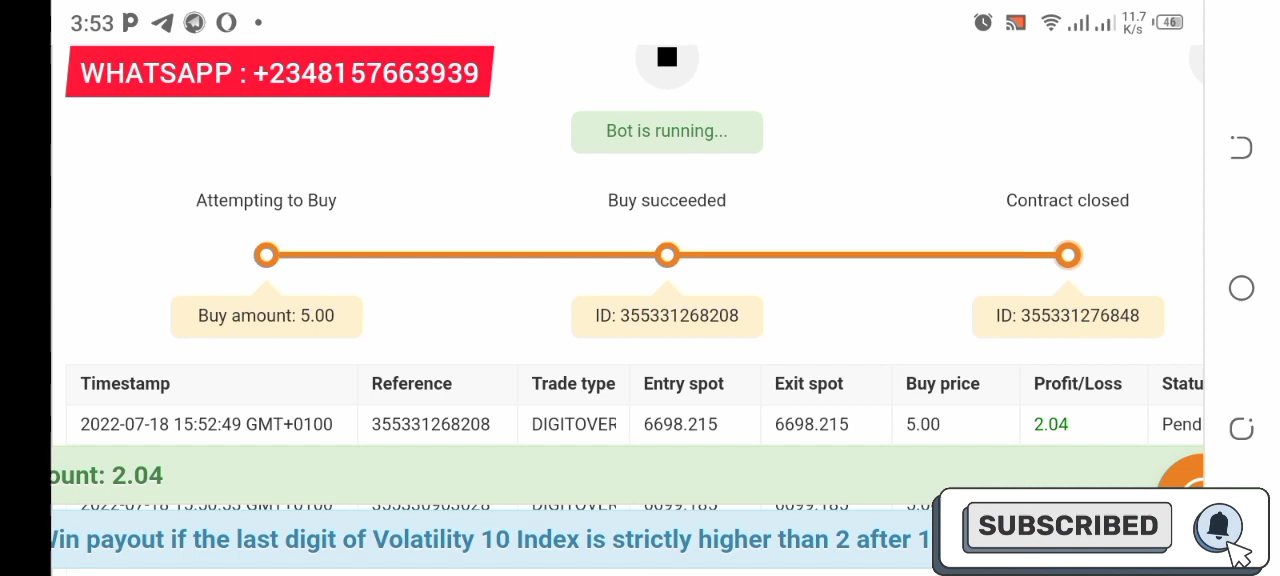 3:53
11.7
K/s
46
WHATSAPP : +2348157663939
Bot is running...
Attempting to Buy Buy succeeded Contract closed
Buy amount: 5.00 ID: 355331268208 ID: 355331276848
Timestamp Reference Trade type Entry spot Exit spot Buy price Profit/Loss Statu
2022-07-18 15:52:49 GMT+0100 355331268208 DIGITOVER 6698.215 6698.215 5.00 2.04 Pend
ount: 2.04
Win payout if the last digit of Volatility 10 Index is strictly higher than 2 after 1
SUBSCRIBED